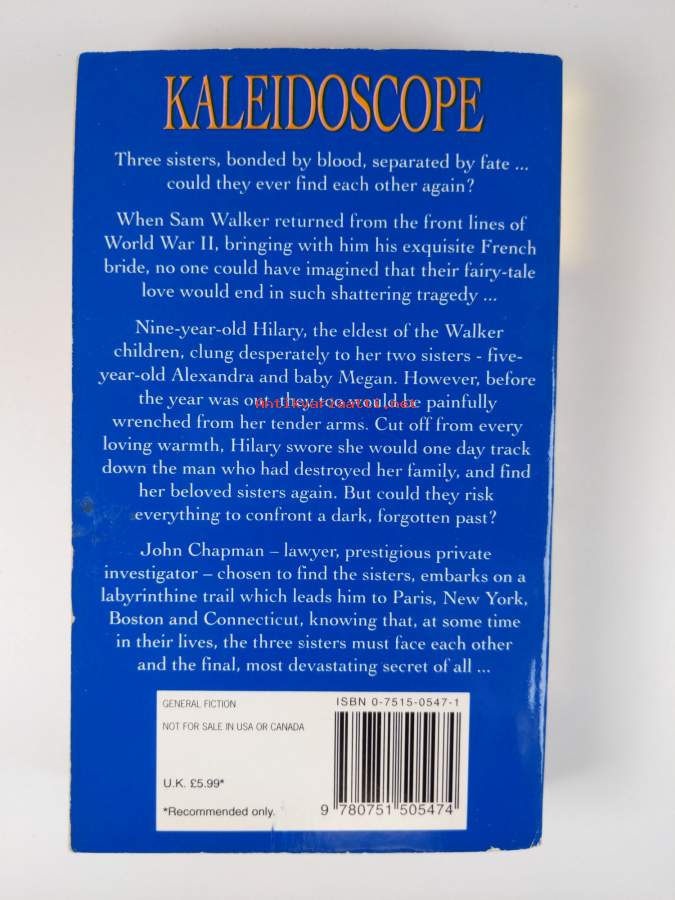 KALEIDOSCOPE
Three sisters, bonded by blood, separated by fate ...
could they ever find each other again?
When Sam Walker returned from the front lines of
World War II, bringing with him his exquisite French
bride, no one could have imagined that their fairy-tale
love would end in such shattering tragedy ...
Nine-year-old Hilary, the eldest of the Walker
children, clung desperately to her two sisters - five-
year-old Alexandra and baby Megan. However, before
the year was out, they too would be painfully
Antikvariaatti.net
wrenched from her tender arms. Cut off from every
loving warmth, Hilary swore she would one day track
down the man who had destroyed her family, and find
her beloved sisters again. But could they risk
everything to confront a dark, forgotten past?
John Chapman – lawyer, prestigious private
investigator – chosen to find the sisters, embarks on a
labyrinthine trail which leads him to Paris, New York,
Boston and Connecticut, knowing that, at some time
in their lives, the three sisters must face each other
and the final, most devastating secret of all ...
GENERAL FICTION
NOT FOR SALE IN USA OR CANADA
U.K. £5.99*
*Recommended only.
ISBN 0-7515-0547-1
9 780751 505474